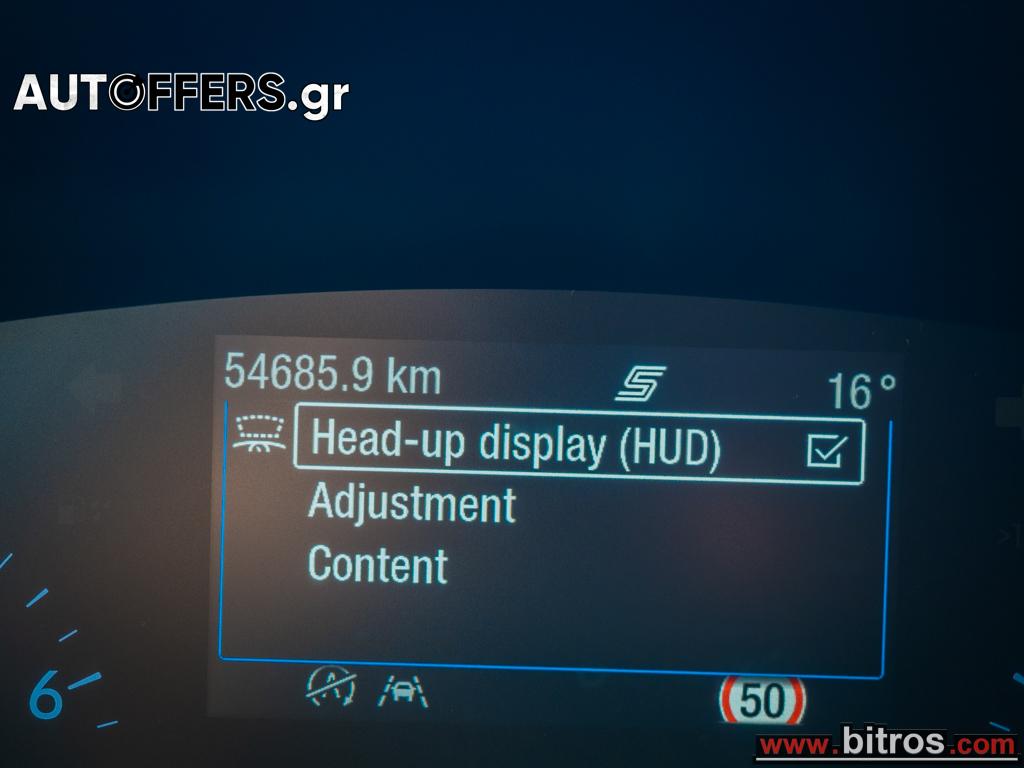 AUTOFFERS.gr
54685.9 km
16°
Head-up display (HUD)
Adjustment
Content
6
50
www.bitros.com